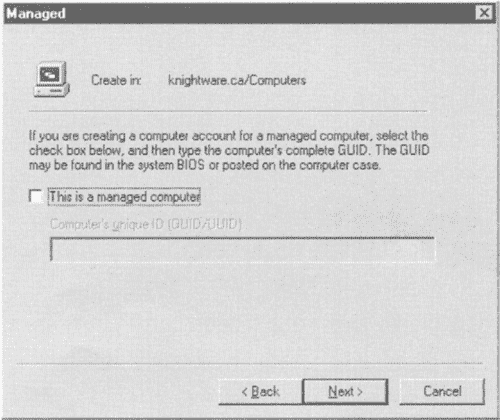 Managed
Create in: knightware.ca/Computers
If you are creating a computer account for a managed computer, select the
check box below, and then type the computer's complete GUID. The GUID
may be found in the system BIOS or posted on the computer case.
This is a managed computer
Computer's unique ID (GUID/UUID)
< Back Next > Cancel